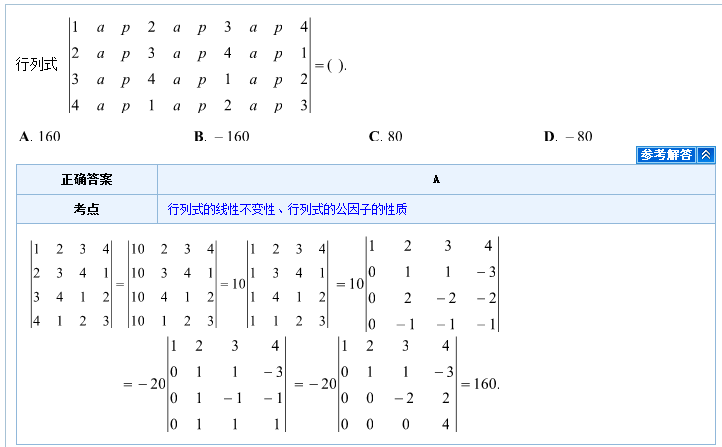 1 a p 2 a p 3 a p 4
2 a p 3 a p 4 a p 1
行列式 = ( ).
3 a p 4 a p 1 a p 2
4 a p 1 a p 2 a p 3
A. 160 B. －160 C. 80 D. －80
参考解答
正确答案 A
考点 行列式的线性不变性、行列式的公因子的性质
1 2 3 4 10 2 3 4 1 2 3 4 1 2 3 4
2 3 4 1 10 3 4 1 1 3 4 1 0 1 1 －3
= = 10 = 10
3 4 1 2 10 4 1 2 1 4 1 2 0 2 －2 －2
4 1 2 3 10 1 2 3 1 1 2 3 0 －1 －1 －1
1 2 3 4 1 2 3 4
0 1 1 －3 0 1 1 －3
= －20 = －20 = 160.
0 1 －1 －1 0 0 －2 2
0 1 1 1 0 0 0 4